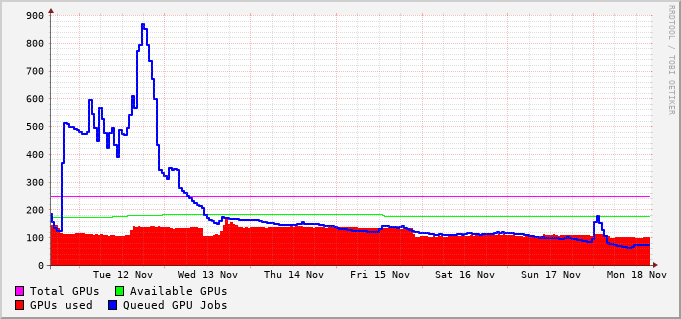 900
800
700
600
500
400
300
200
100
0
Tue 12 Nov Wed 13 Nov Thu 14 Nov Fri 15 Nov Sat 16 Nov Sun 17 Nov Mon 18 Nov
Total GPUs Available GPUs
GPUs used Queued GPU Jobs
RRDTOOL / TOBI OETIKER